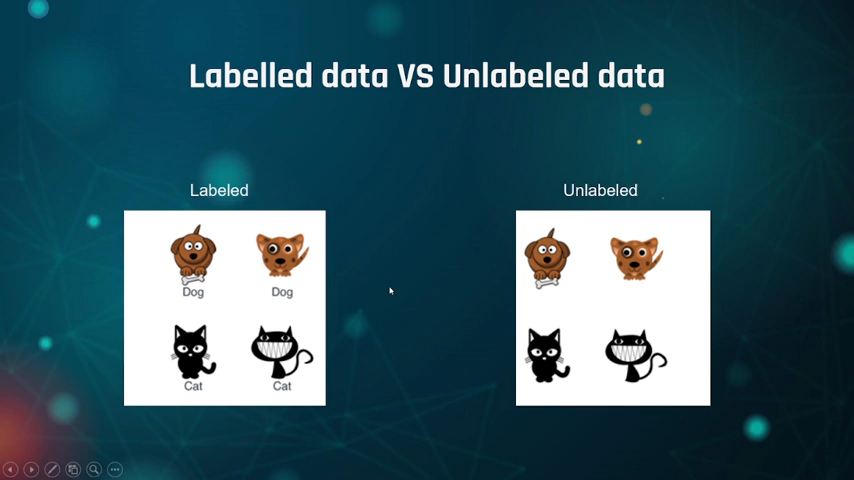 Labelled data VS Unlabeled data
Labeled
Dog Dog
Cat Cat
Unlabeled